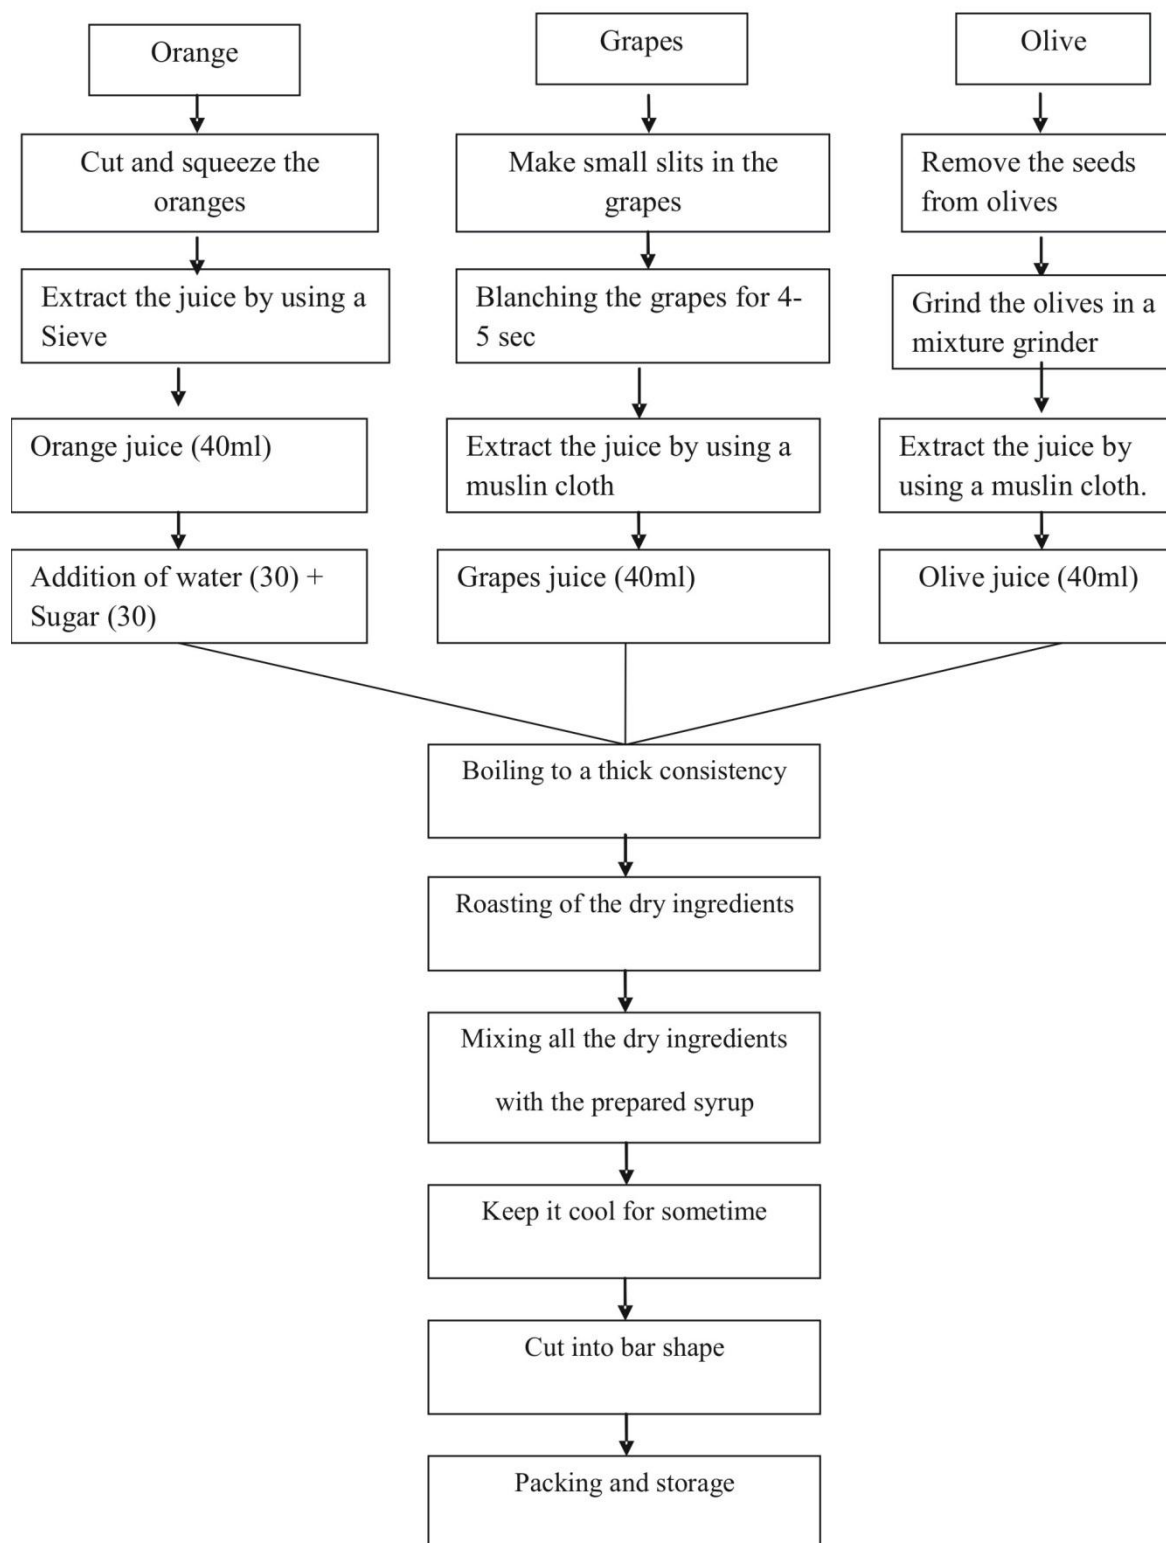 Orange
Grapes
Olive
Cut and squeeze the
oranges
Make small slits in the
grapes
Remove the seeds
from olives
Extract the juice by using a
Sieve
Blanching the grapes for 4-
5 sec
Grind the olives in a
mixture grinder
Orange juice (40ml)
Extract the juice by using a
muslin cloth
Extract the juice by
using a muslin cloth.
Addition of water (30) +
Sugar (30)
Grapes juice (40ml)
Olive juice (40ml)
Boiling to a thick consistency
Roasting of the dry ingredients
Mixing all the dry ingredients
with the prepared syrup
Keep it cool for sometime
Cut into bar shape
Packing and storage